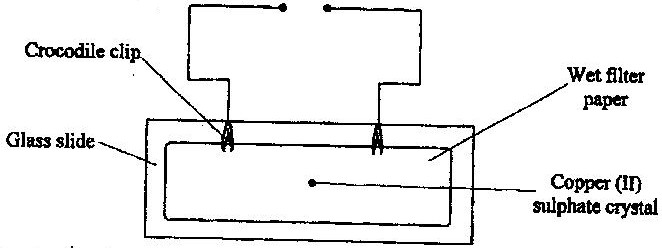 Crocodile clip
Wet filter
paper
Glass slide
Copper (II)
sulphate crystal